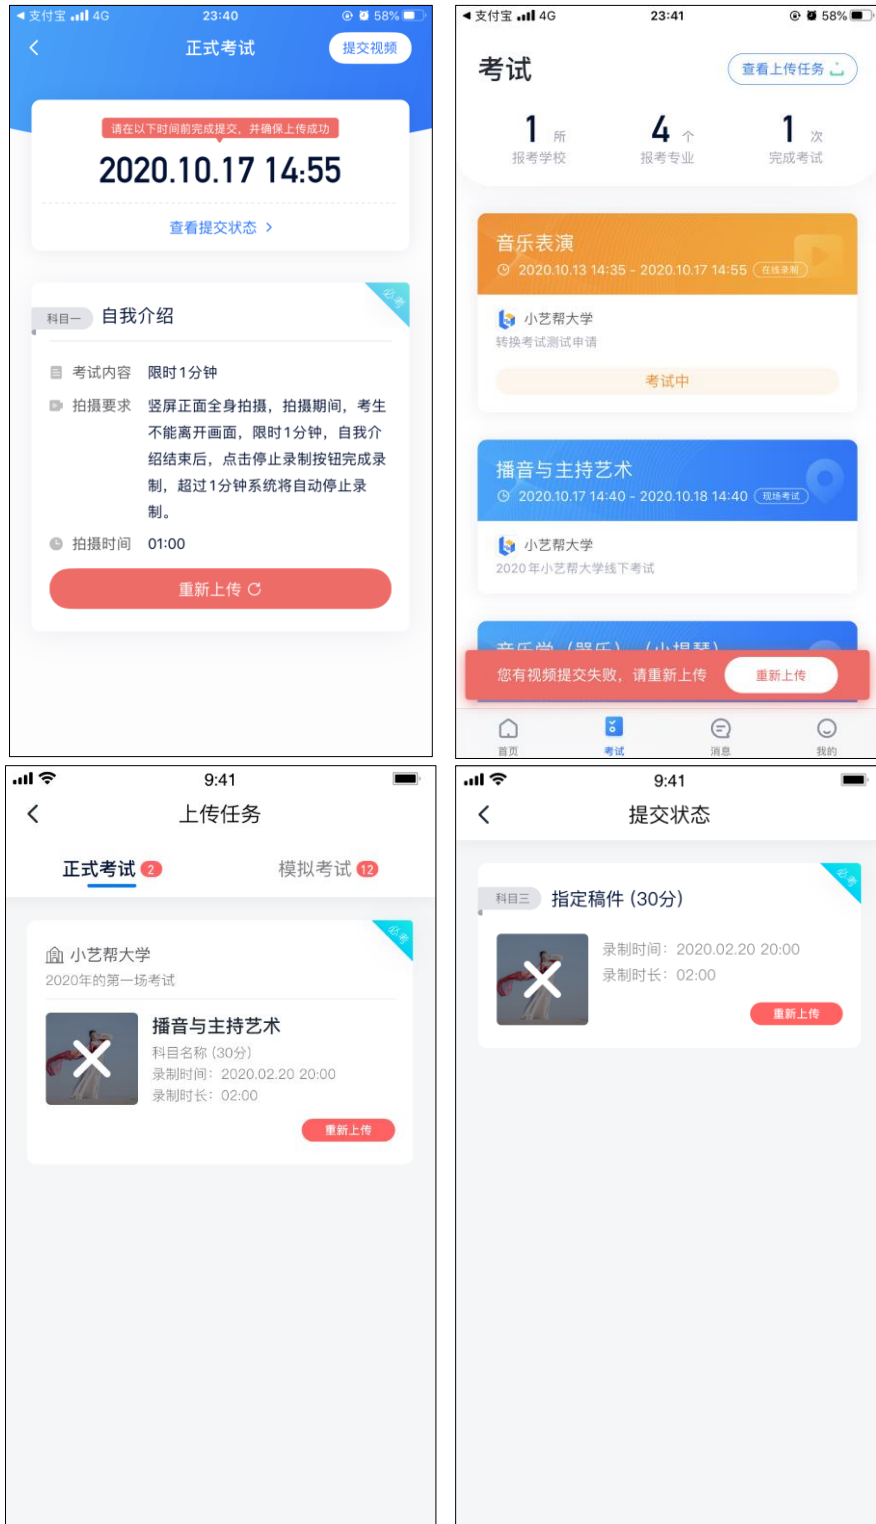 支付宝 4G 23:40 58%
正式考试
提交视频
请在以下时间前完成提交，并确保上传成功
2020.10.17 14:55
查看提交状态
必考
科目一 自我介绍
考试内容 限时1分钟
拍摄要求 竖屏正面全身拍摄，拍摄期间，考生
不能离开画面，限时1分钟，自我介
绍结束后，点击停止录制按钮完成录
制，超过1分钟系统将自动停止录
制。
拍摄时间 01:00
重新上传
支付宝 4G 23:41 58%
考试
查看上传任务
1 所 4 个 1 次
报考学校 报考专业 完成考试
音乐表演
2020.10.13 14:35 - 2020.10.17 14:55 在线录制
小艺帮大学
转换考试测试申请
考试中
播音与主持艺术
2020.10.17 14:40 - 2020.10.18 14:40 现场考试
小艺帮大学
2020年小艺帮大学线下考试
音乐学（器乐）（小提琴）
您有视频提交失败，请重新上传 重新上传
首页 考试 消息 我的
9:41
上传任务
正式考试 2 模拟考试 12
必考
小艺帮大学
2020年的第一场考试
播音与主持艺术
科目名称 (30分)
录制时间：2020.02.20 20:00
录制时长：02:00
重新上传
9:41
提交状态
必考
科目三 指定稿件 (30分)
录制时间：2020.02.20 20:00
录制时长：02:00
重新上传